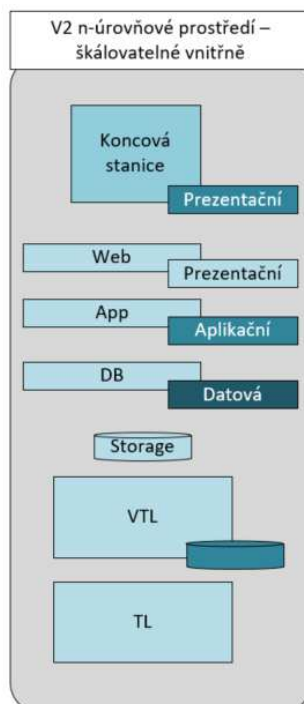 V2 n-úrovňové prostředí –
škálovatelné vnitřně
Koncová
stanice
Prezentační
Web
Prezentační
App
Aplikační
DB
Datová
Storage
VTL
TL